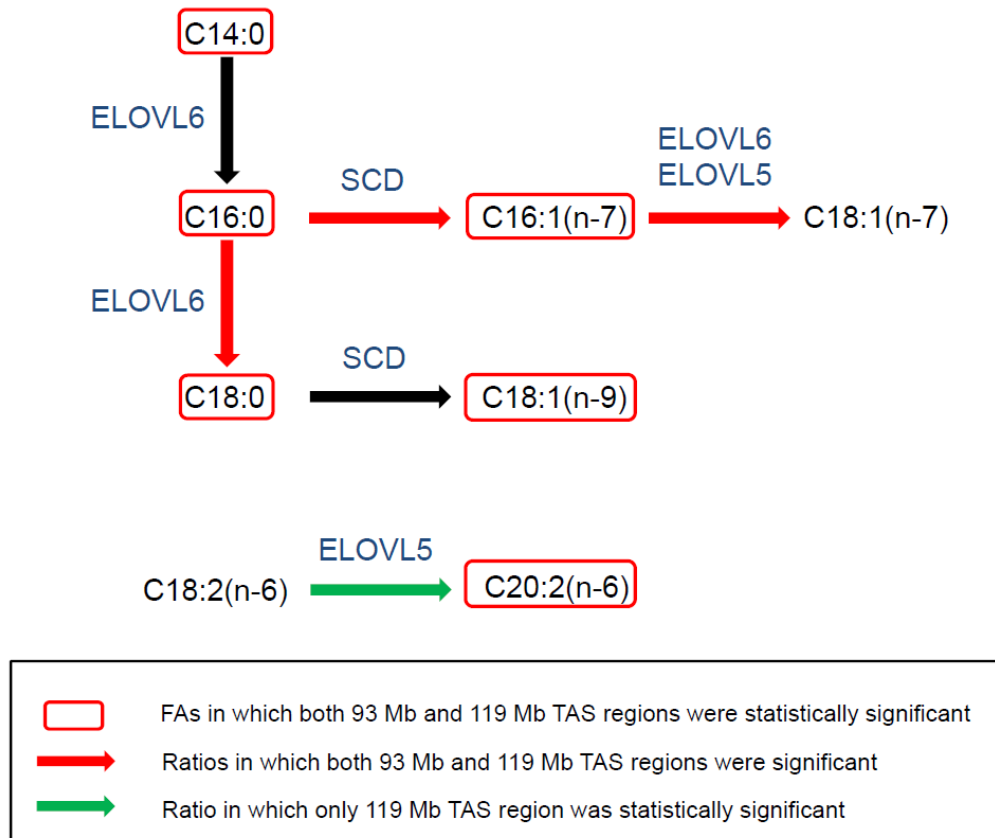 C14:0
ELOVL6
ELOVL6
ELOVL5
SCD
C16:0
C16:1(n-7)
C18:1(n-7)
ELOVL6
SCD
C18:0
C18:1(n-9)
ELOVL5
C18:2(n-6)
C20:2(n-6)
FAs in which both 93 Mb and 119 Mb TAS regions were statistically significant
Ratios in which both 93 Mb and 119 Mb TAS regions were significant
Ratio in which only 119 Mb TAS region was statistically significant